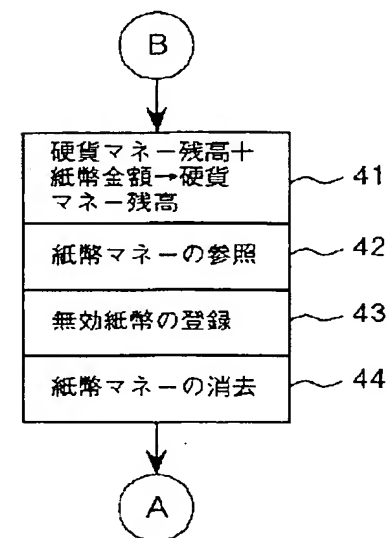 B
硬貨マネー残高＋
紙幣金額→硬貨
マネー残高
41
紙幣マネーの参照
42
無効紙幣の登録
43
紙幣マネーの消去
44
A